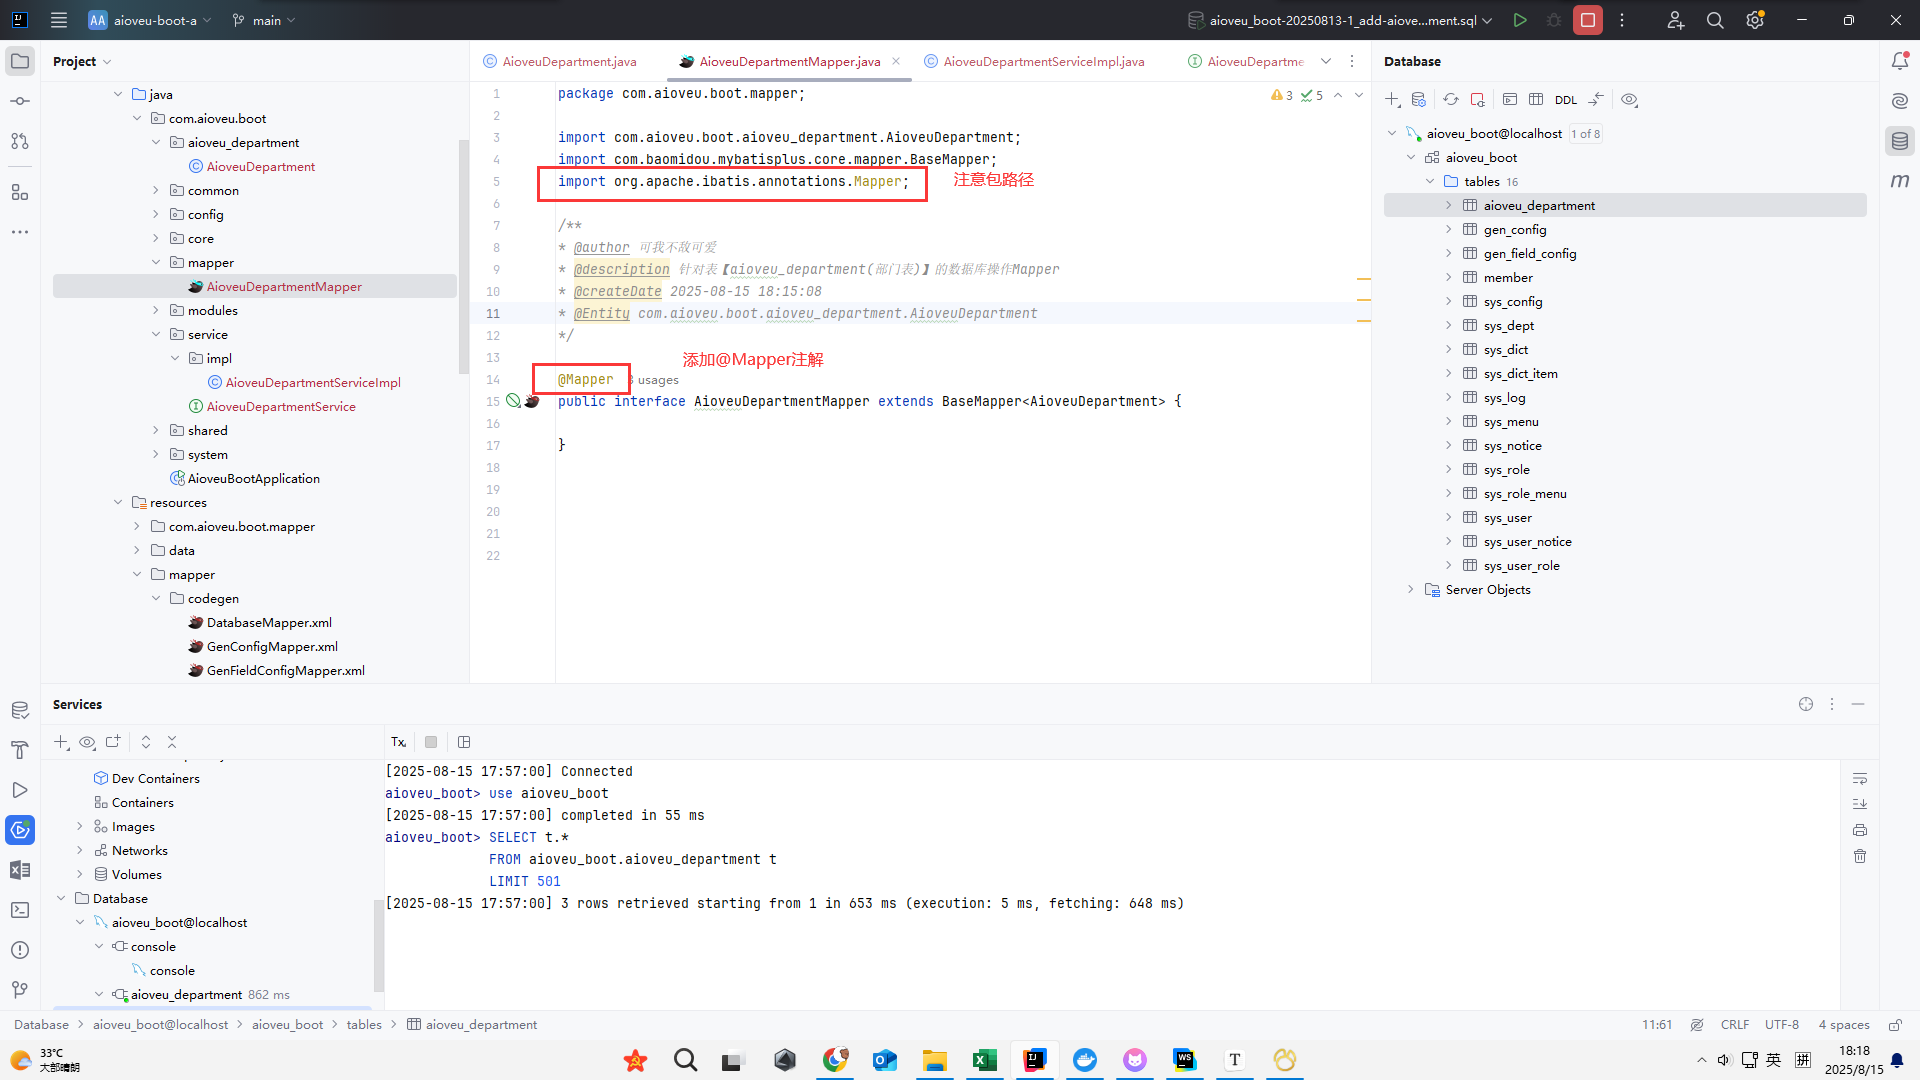 AA aioveu-boot-a main aioveu_boot-20250813-1_add-aiove...ment.sql
Project
java
com.aioveu.boot
aioveu_department
AioveuDepartment
common
config
core
mapper
AioveuDepartmentMapper
modules
service
impl
AioveuDepartmentServiceImpl
AioveuDepartmentService
shared
system
AioveuBootApplication
resources
com.aioveu.boot.mapper
data
mapper
codegen
DatabaseMapper.xml
GenConfigMapper.xml
GenFieldConfigMapper.xml
AioveuDepartment.java AioveuDepartmentMapper.java AioveuDepartmentServiceImpl.java AioveuDepartme
3 5
1 package com.aioveu.boot.mapper;
2
3 import com.aioveu.boot.aioveu_department.AioveuDepartment;
4 import com.baomidou.mybatisplus.core.mapper.BaseMapper;
5 import org.apache.ibatis.annotations.Mapper; 注意包路径
6
7 /**
8 * @author 可我不敌可爱
9 * @description 针对表【aioveu_department(部门表)】的数据库操作Mapper
10 * @createDate 2025-08-15 18:15:08
11 * @Entity com.aioveu.boot.aioveu_department.AioveuDepartment
12 */
13
添加@Mapper注解
14 @Mapper usages
15 public interface AioveuDepartmentMapper extends BaseMapper<AioveuDepartment> {
16
17 }
18
19
20
21
22
Database
DDL
aioveu_boot@localhost 1 of 8
aioveu_boot
tables 16
aioveu_department
gen_config
gen_field_config
member
sys_config
sys_dept
sys_dict
sys_dict_item
sys_log
sys_menu
sys_notice
sys_role
sys_role_menu
sys_user
sys_user_notice
sys_user_role
Server Objects
m
Services
Dev Containers
Containers
Images
Networks
Volumes
Database
aioveu_boot@localhost
console
console
aioveu_department 862 ms
Tx
[2025-08-15 17:57:00] Connected
aioveu_boot> use aioveu_boot
[2025-08-15 17:57:00] completed in 55 ms
aioveu_boot> SELECT t.*
FROM aioveu_boot.aioveu_department t
LIMIT 501
[2025-08-15 17:57:00] 3 rows retrieved starting from 1 in 653 ms (execution: 5 ms, fetching: 648 ms)
Database > aioveu_boot@localhost > aioveu_boot > tables > aioveu_department
11:61 CRLF UTF-8 4 spaces
33°C
大部晴朗
英 拼
18:18
2025/8/15